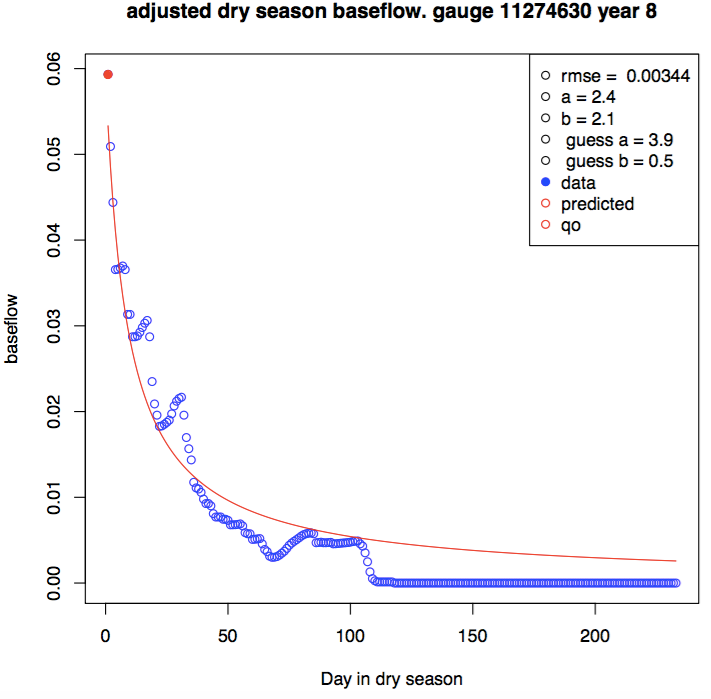 adjusted dry season baseflow. gauge 11274630 year 8
rmse = 0.00344
a = 2.4
b = 2.1
guess a = 3.9
guess b = 0.5
data
predicted
qo
baseflow
0.06
0.05
0.04
0.03
0.02
0.01
0.00
0 50 100 150 200
Day in dry season